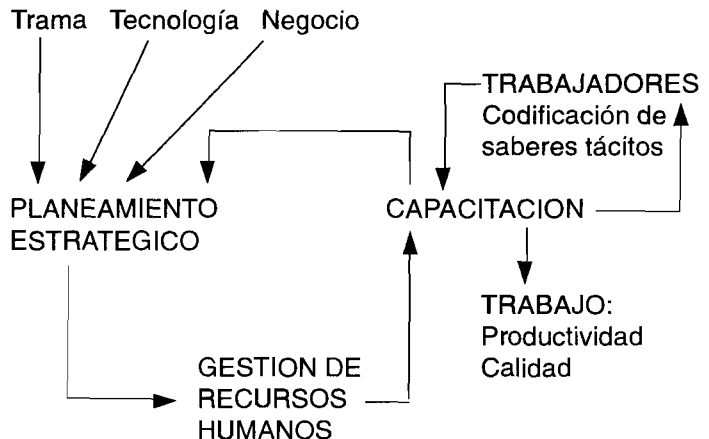 Trama Tecnología Negocio
TRABAJADORES
Codificación de
saberes tácitos
PLANEAMIENTO
ESTRATEGICO
CAPACITACION
TRABAJO:
Productividad
Calidad
GESTION DE
RECURSOS
HUMANOS